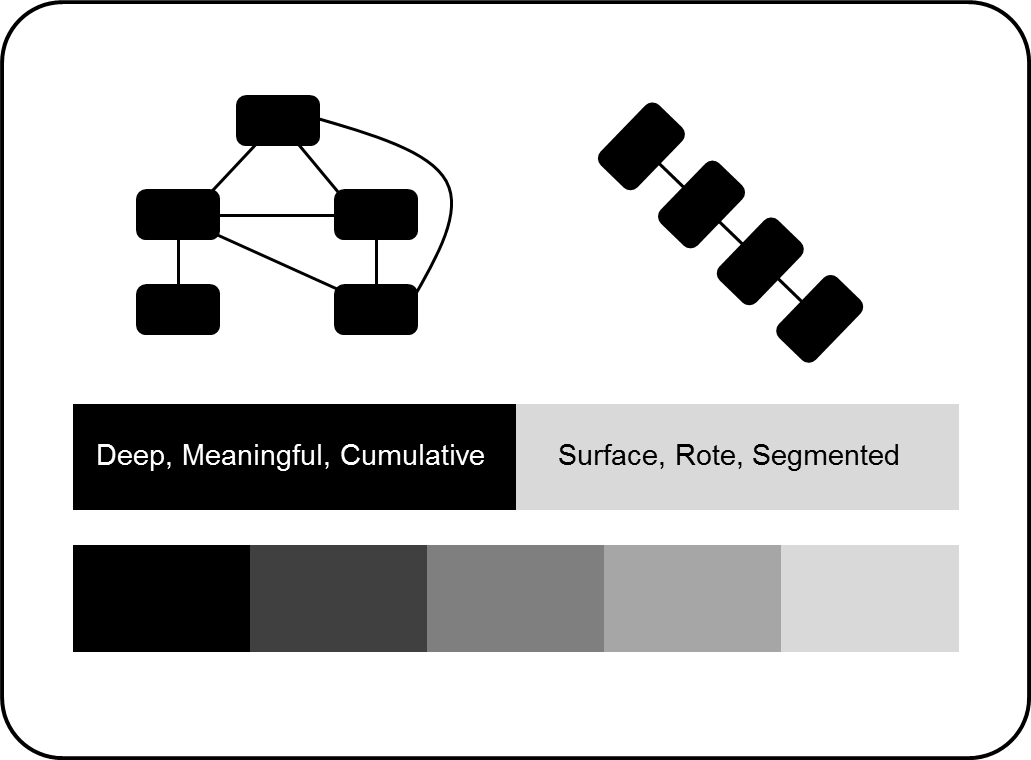 Deep, Meaningful, Cumulative
Surface, Rote, Segmented